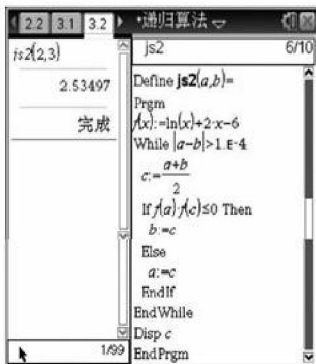 2.2 3.1 3.2 *递归算法
js2(2,3)
2.53497
完成
1/99
js2 6/10
Define js2(a,b)=
Prgm
f(x):=ln(x)+2·x-6
While |a-b|>1.E-4
c:=a+b/2
If f(a)·f(c)≤0 Then
b:=c
Else
a:=c
EndIf
EndWhile
Disp c
EndPrgm